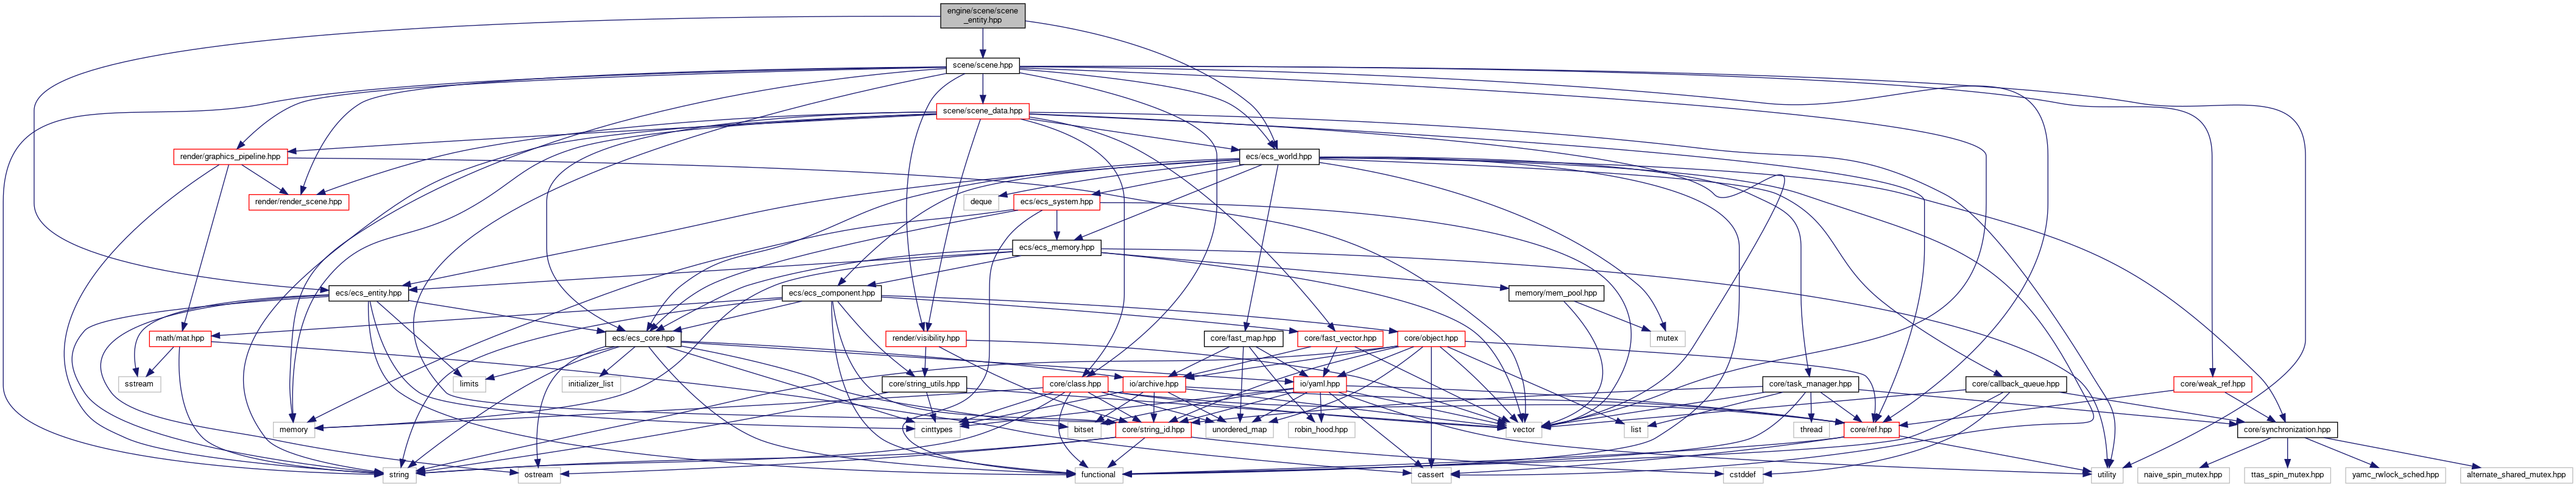 engine/scene/scene
_entity.hpp
scene/scene.hpp
scene/scene_data.hpp
render/graphics_pipeline.hpp
ecs/ecs_world.hpp
render/render_scene.hpp
deque
ecs/ecs_system.hpp
ecs/ecs_memory.hpp
ecs/ecs_entity.hpp
ecs/ecs_component.hpp
memory/mem_pool.hpp
math/mat.hpp
ecs/ecs_core.hpp
render/visibility.hpp
core/fast_map.hpp
core/fast_vector.hpp
core/object.hpp
mutex
sstream
limits
initializer_list
core/string_utils.hpp
core/class.hpp
io/archive.hpp
io/yaml.hpp
core/task_manager.hpp
core/callback_queue.hpp
core/weak_ref.hpp
memory
cinttypes
bitset
core/string_id.hpp
unordered_map
robin_hood.hpp
vector
list
thread
core/ref.hpp
core/synchronization.hpp
string
ostream
functional
cassert
cstddef
utility
naive_spin_mutex.hpp
ttas_spin_mutex.hpp
yamc_rwlock_sched.hpp
alternate_shared_mutex.hpp